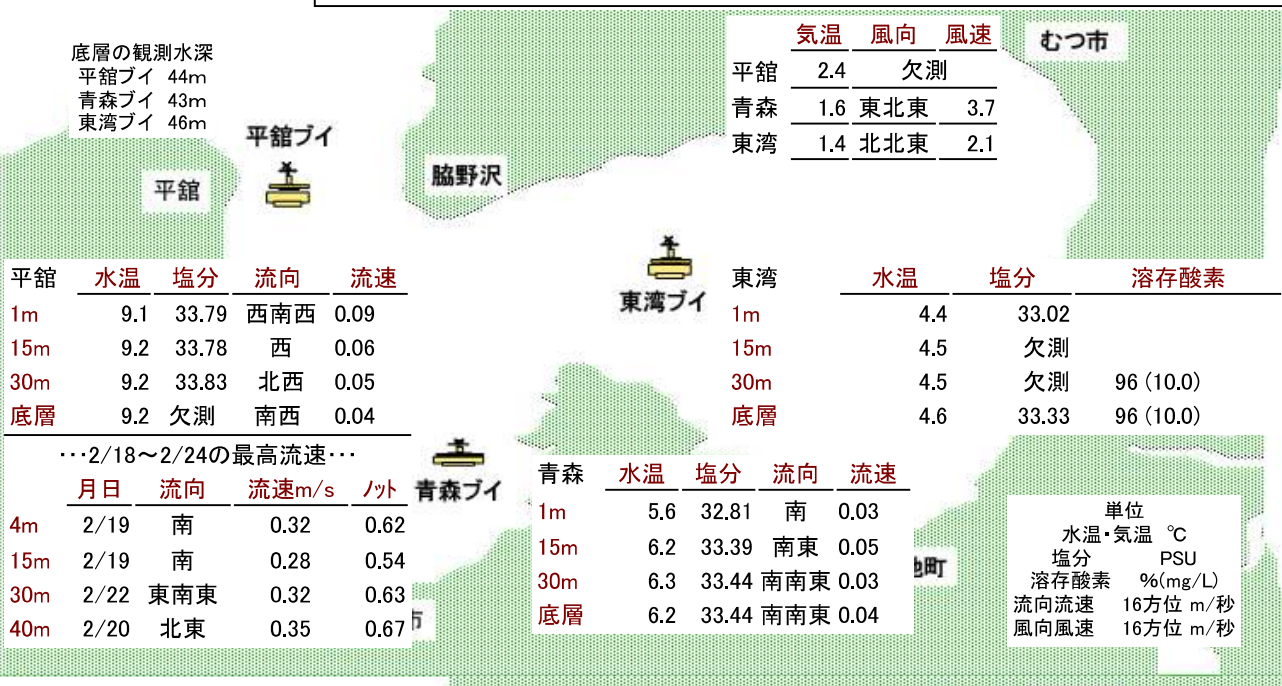 底層の観測水深
平舘ブイ 44m
青森ブイ 43m
東湾ブイ 46m
気温 風向 風速
平舘 2.4 欠測
青森 1.6 東北東 3.7
東湾 1.4 北北東 2.1
むつ市
平舘ブイ
平舘
脇野沢
東湾ブイ
平舘 水温 塩分 流向 流速
1m 9.1 33.79 西南西 0.09
15m 9.2 33.78 西 0.06
30m 9.2 33.83 北西 0.05
底層 9.2 欠測 南西 0.04
東湾 水温 塩分 溶存酸素
1m 4.4 33.02
15m 4.5 欠測
30m 4.5 欠測 96 (10.0)
底層 4.6 33.33 96 (10.0)
…2/18～2/24の最高流速…
月日 流向 流速m/s ノット
4m 2/19 南 0.32 0.62
15m 2/19 南 0.28 0.54
30m 2/22 東南東 0.32 0.63
40m 2/20 北東 0.35 0.67
青森ブイ
市
青森 水温 塩分 流向 流速
1m 5.6 32.81 南 0.03
15m 6.2 33.39 南東 0.05
30m 6.3 33.44 南南東 0.03
底層 6.2 33.44 南南東 0.04
町
単位
水温・気温 ℃
塩分 PSU
溶存酸素 %(mg/L)
流向流速 16方位 m/秒
風向風速 16方位 m/秒